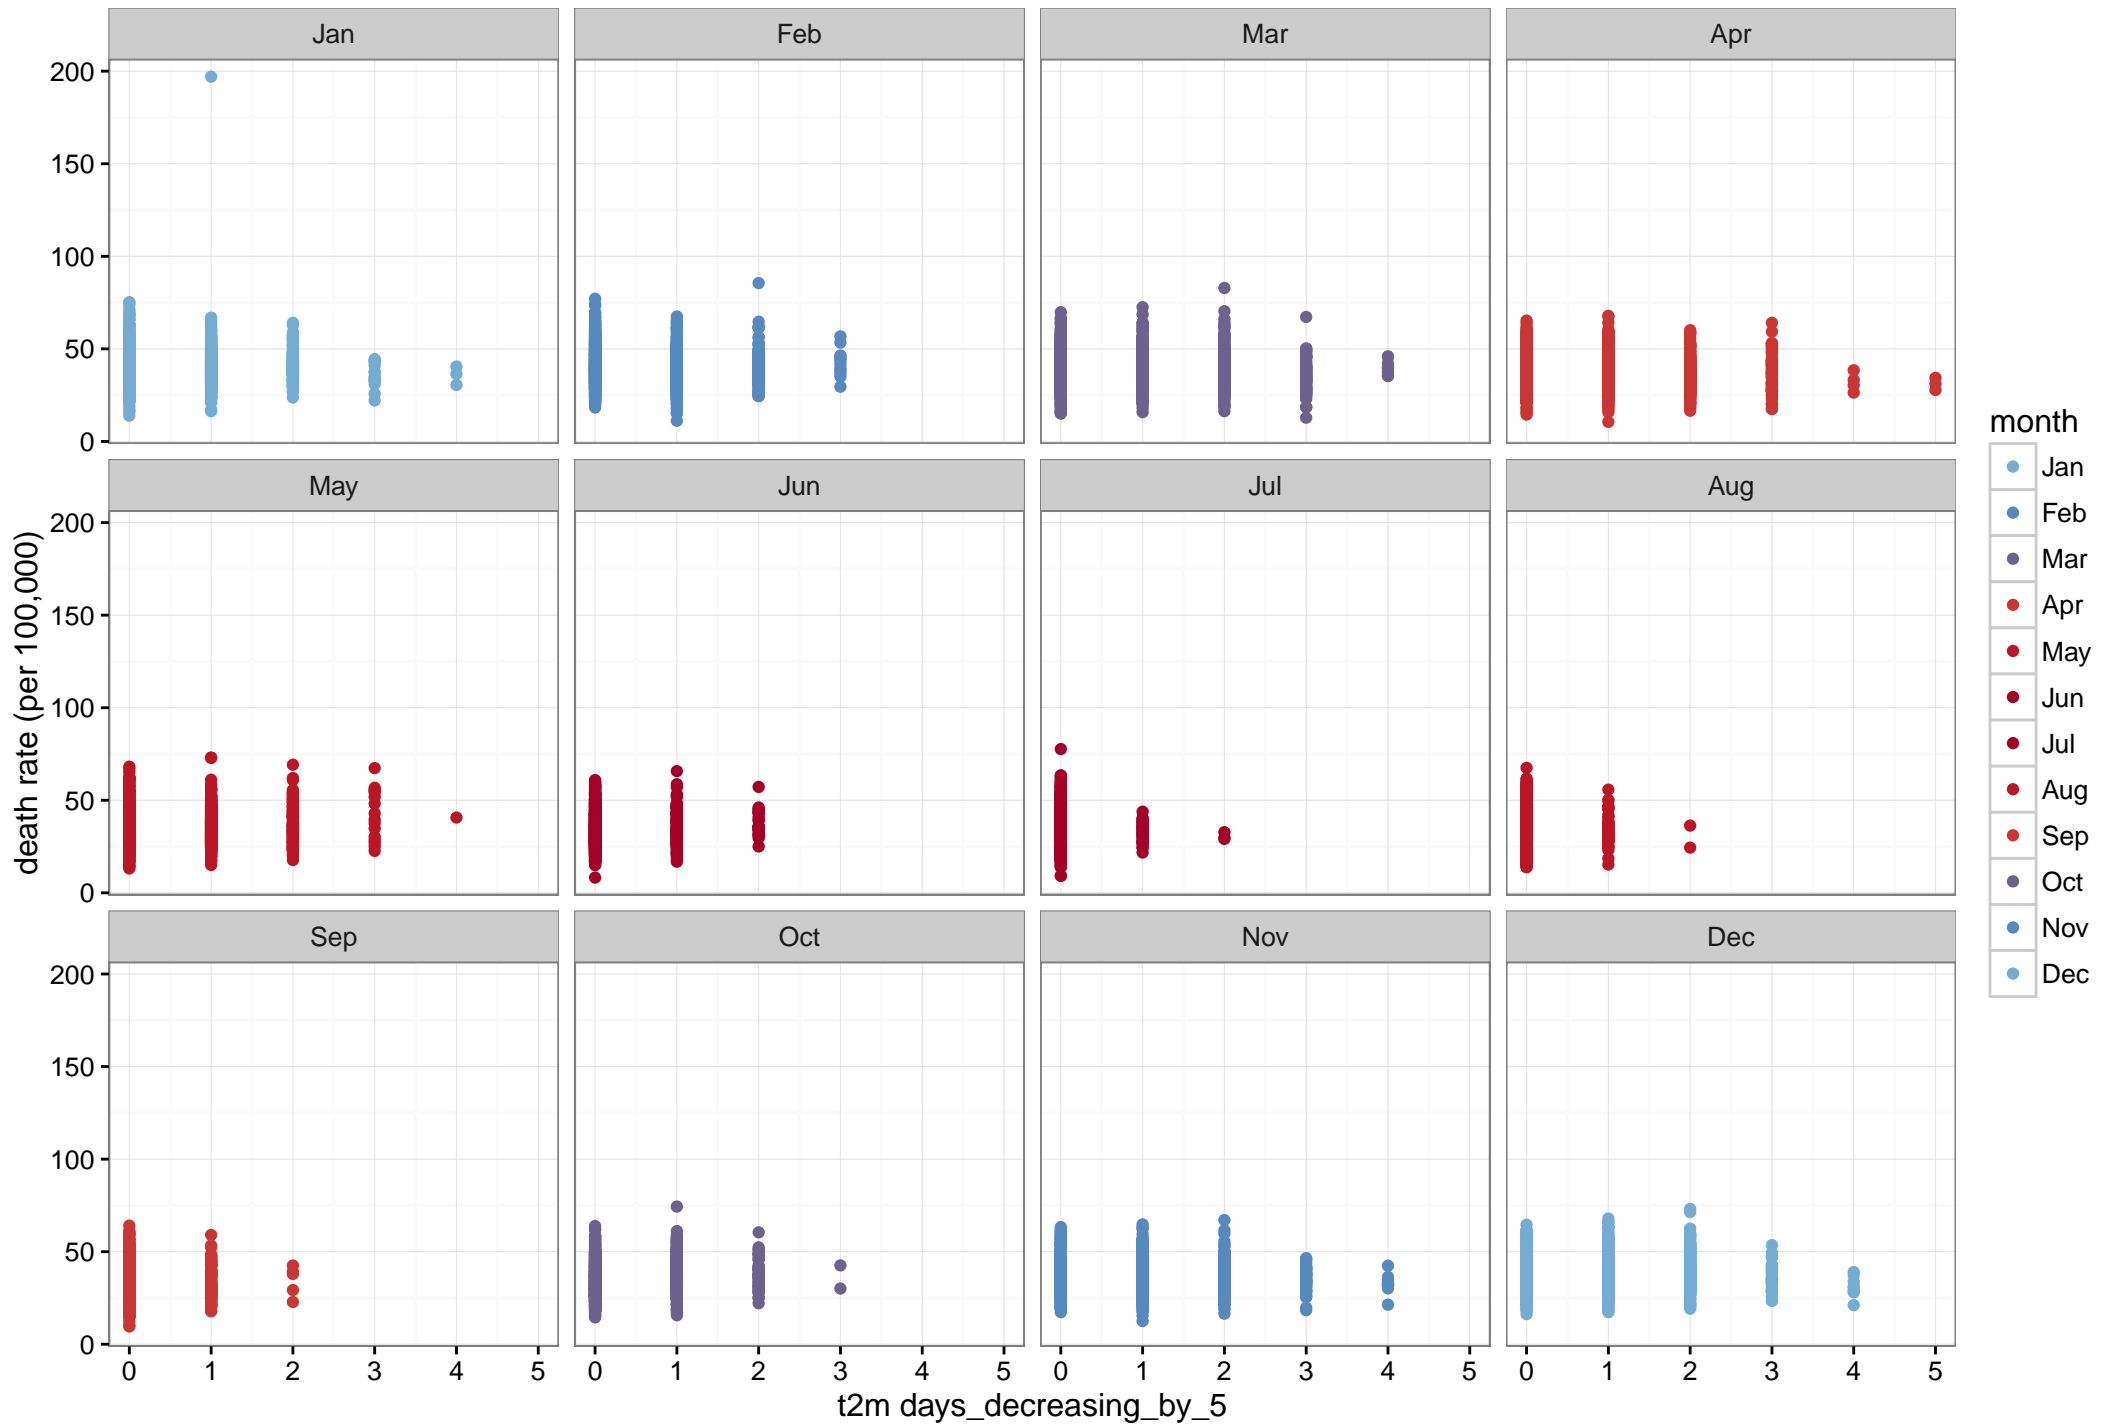 Jan Feb Mar Apr
200
150
100
50
0
May Jun Jul Aug
200
150
100
50
0
Sep Oct Nov Dec
200
150
100
50
0
0 1 2 3 4 5 0 1 2 3 4 5 0 1 2 3 4 5 0 1 2 3 4 5
t2m days_decreasing_by_5
death rate (per 100,000)
month
Jan
Feb
Mar
Apr
May
Jun
Jul
Aug
Sep
Oct
Nov
Dec